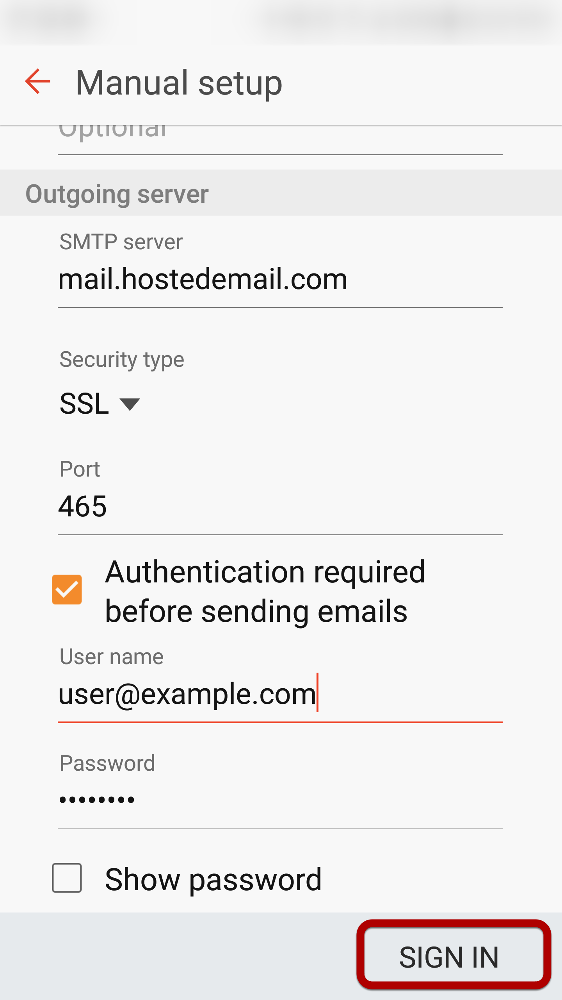 Manual setup
Optional
Outgoing server
SMTP server
mail.hostedemail.com
Security type
SSL
Port
465
Authentication required
before sending emails
User name
user@example.com
Password
••••••••
Show password
SIGN IN